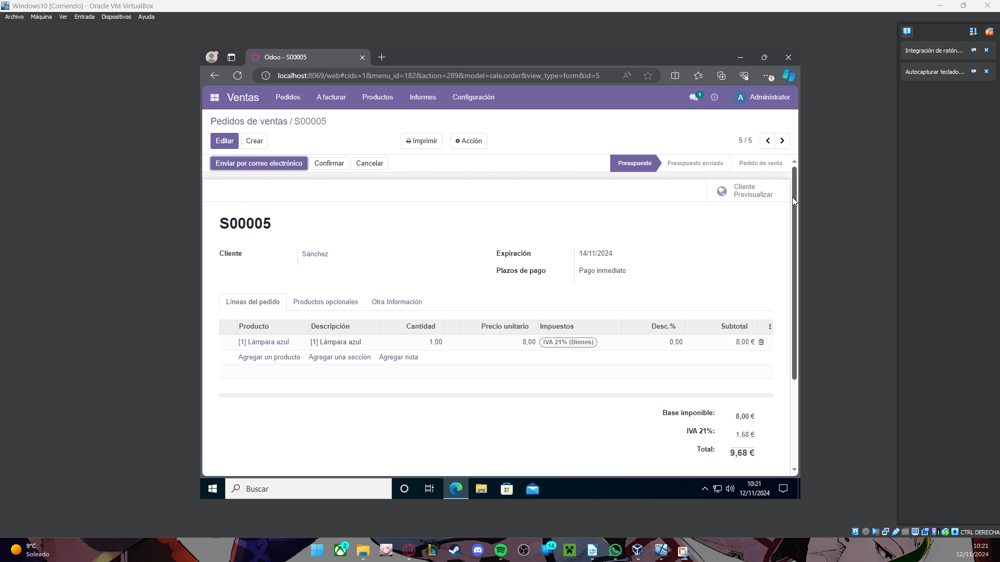 Windows10 [Corriendo] - Oracle VM VirtualBox
Archivo Máquina Ver Entrada Dispositivos Ayuda
Integración de ratón...
Autocapturar teclado...
Odoo - S00005
localhost:8069/web#cids=1&menu_id=182&action=289&model=sale.order&view_type=form&id=5
Ventas Pedidos A facturar Productos Informes Configuración 1 A Administrator
Pedidos de ventas / S00005
Editar Crear Imprimir Acción 5 / 5
Enviar por correo electrónico Confirmar Cancelar Presupuesto Presupuesto enviado Pedido de venta
Cliente
Previsualizar
S00005
Cliente Sánchez Expiración 14/11/2024
Plazos de pago Pago inmediato
Líneas del pedido Productos opcionales Otra Información
Producto Descripción Cantidad Precio unitario Impuestos Desc.% Subtotal
[1] Lámpara azul [1] Lámpara azul 1,00 8,00 IVA 21% (Bienes) 0,00 8,00 €
Agregar un producto Agregar una sección Agregar nota
Base imponible: 8,00 €
IVA 21%: 1,68 €
Total: 9,68 €
Buscar
10:21
12/11/2024
CTRL DERECHA
9°C
Soleado
2
14
10:21
12/11/2024